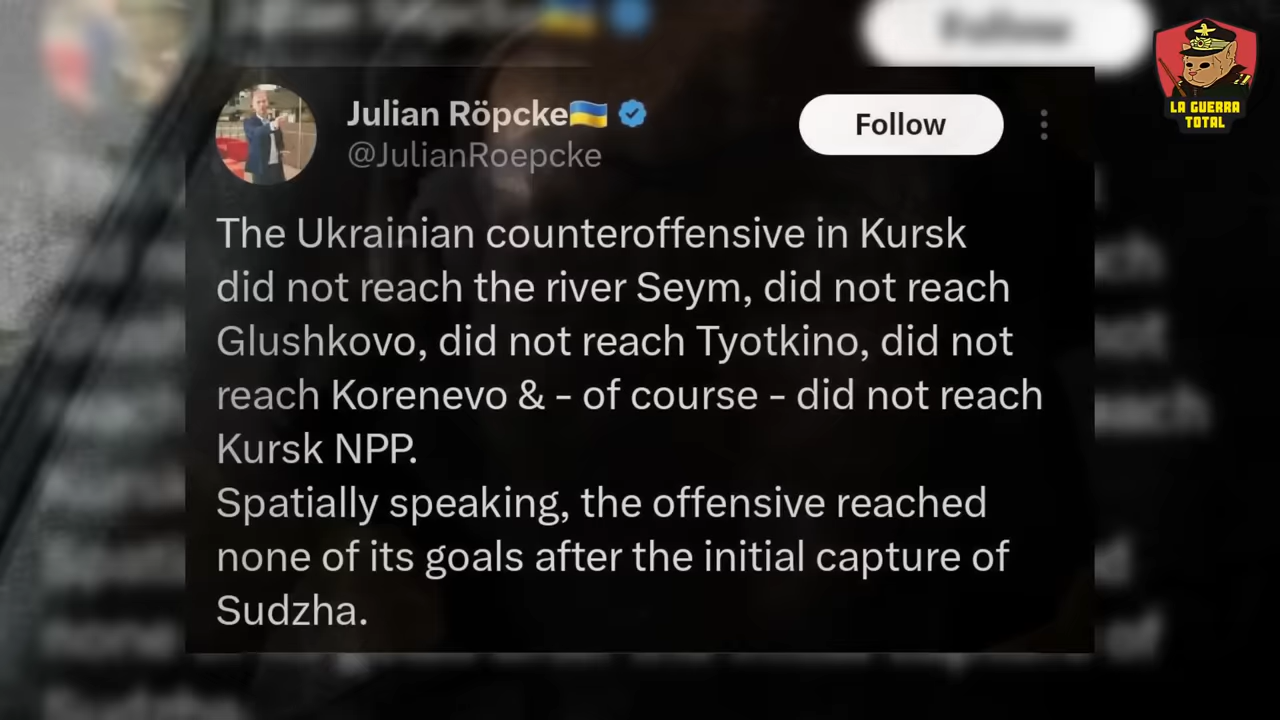 Julian Röpcke🇺🇦
@JulianRoepcke
Follow
The Ukrainian counteroffensive in Kursk
did not reach the river Seym, did not reach
Glushkovo, did not reach Tyotkino, did not
reach Korenevo & - of course - did not reach
Kursk NPP.
Spatially speaking, the offensive reached
none of its goals after the initial capture of
Sudzha.
LA GUERRA
TOTAL